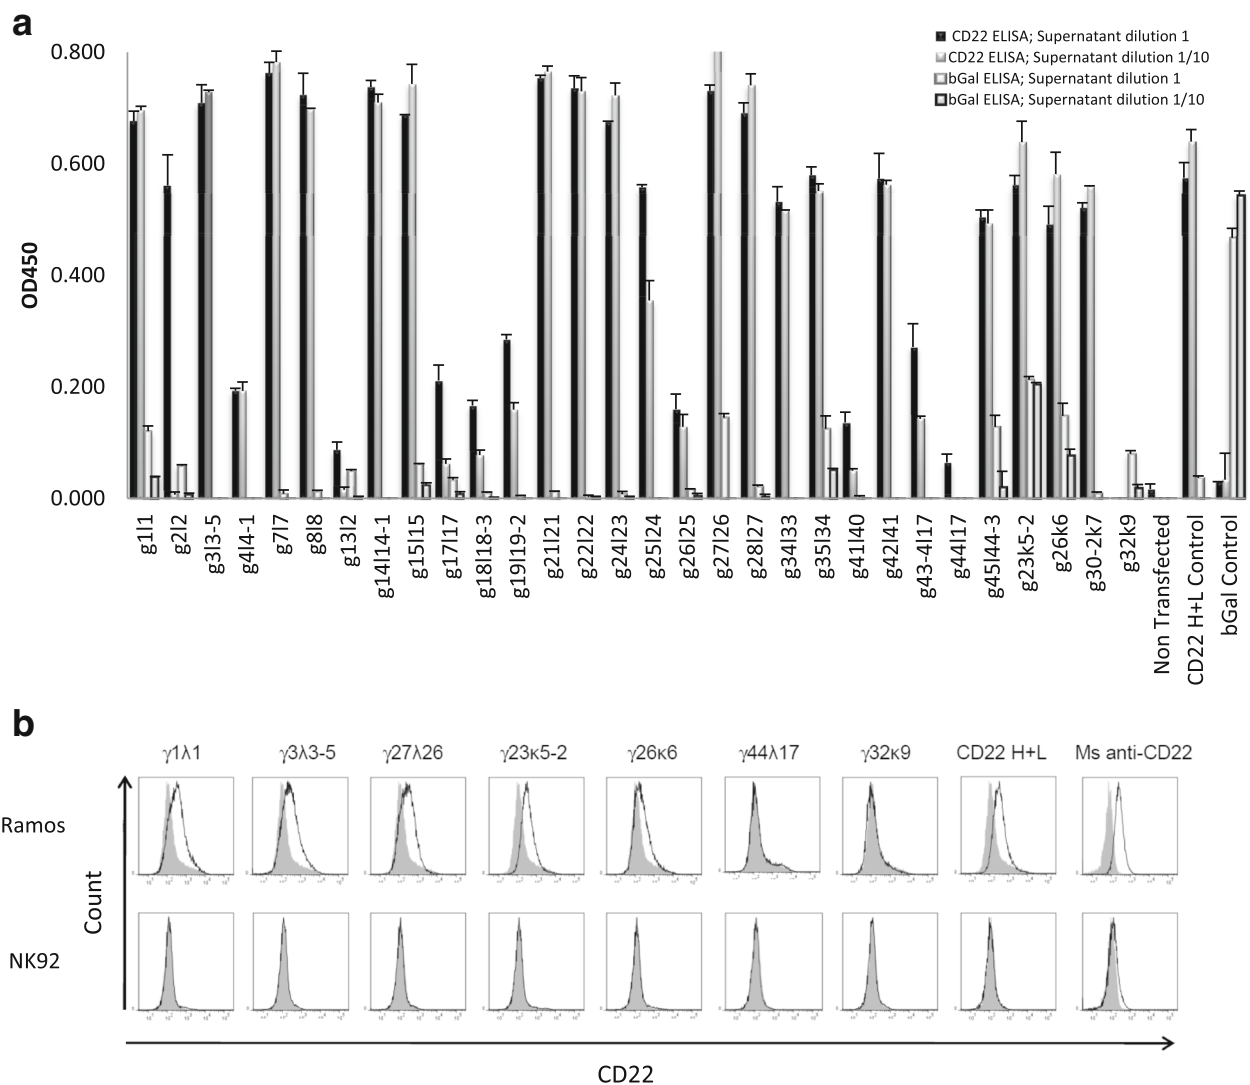 a
CD22 ELISA; Supernatant dilution 1
CD22 ELISA; Supernatant dilution 1/10
bGal ELISA; Supernatant dilution 1
bGal ELISA; Supernatant dilution 1/10
OD450
0.800
0.600
0.400
0.200
0.000
g1l1
g2l2
g3l3-5
g4l4-1
g7l7
g8l8
g13l2
g14l14-1
g15l15
g17l17
g18l18-3
g19l19-2
g21l21
g22l22
g24l23
g25l24
g26l25
g27l26
g28l27
g34l33
g35l34
g41l40
g42l41
g43-4l17
g44l17
g45l44-3
g23k5-2
g26k6
g30-2k7
g32k9
Non Transfected
CD22 H+L Control
bGal Control
b
γ1λ1 γ3λ3-5 γ27λ26 γ23κ5-2 γ26κ6 γ44λ17 γ32κ9 CD22 H+L Ms anti-CD22
Ramos
Count
NK92
CD22